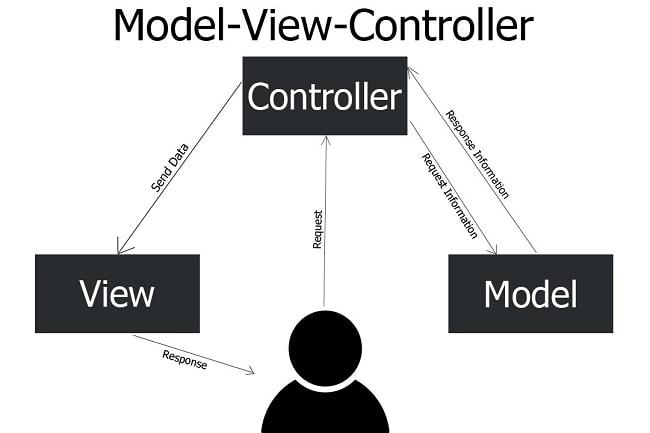 Model-View-Controller
Controller
Send Data
Request
Request Information
Response Information
View
Model
Response